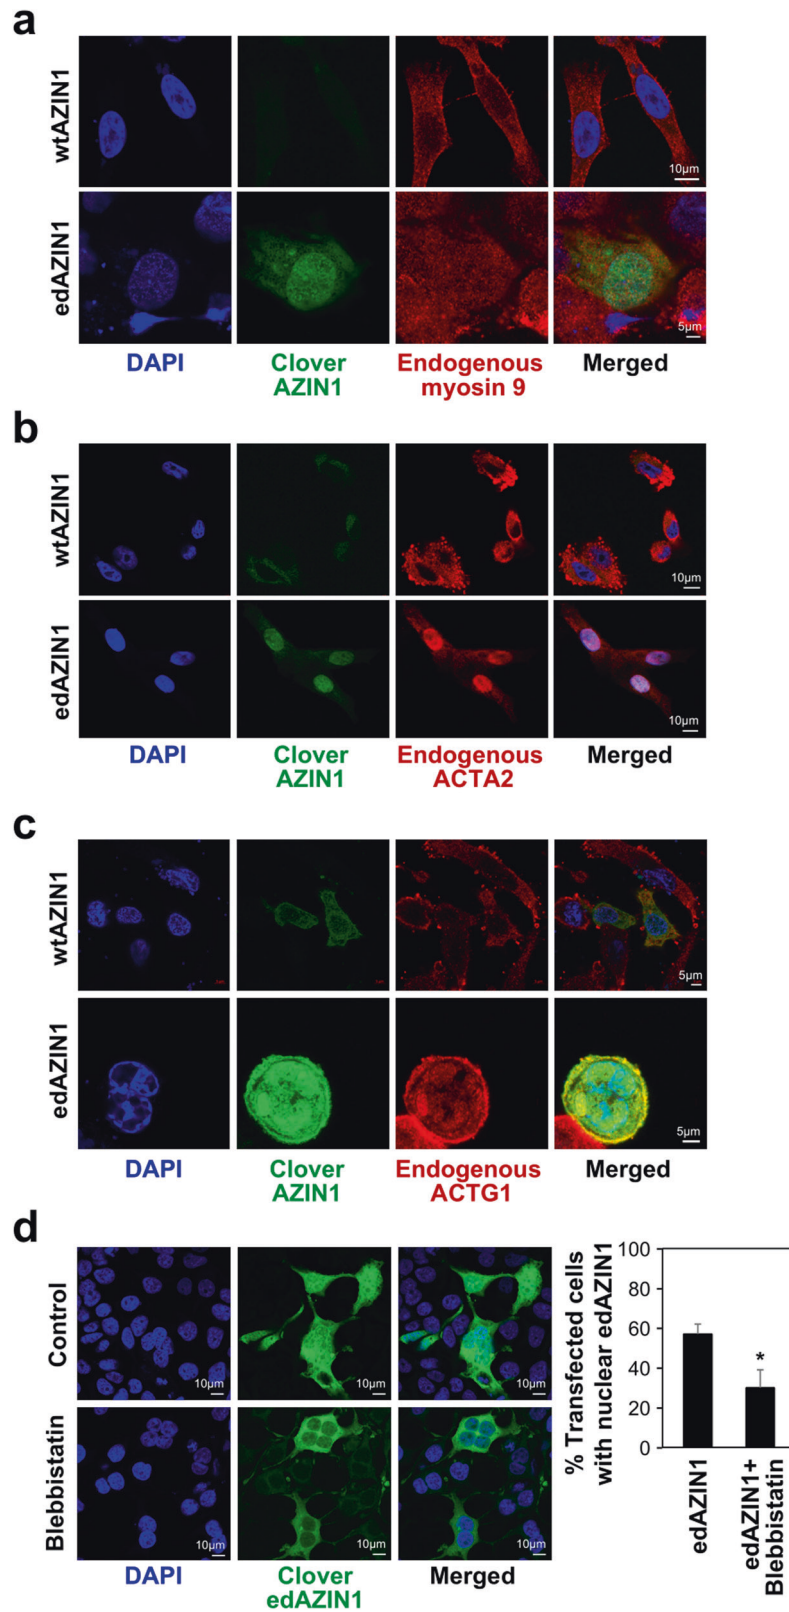 a
wtAZIN1
10μm
edAZIN1
5μm
DAPI
Clover
AZIN1
Endogenous
myosin 9
Merged
b
wtAZIN1
10μm
edAZIN1
10μm
DAPI
Clover
AZIN1
Endogenous
ACTA2
Merged
c
wtAZIN1
5μm
edAZIN1
5μm
DAPI
Clover
AZIN1
Endogenous
ACTG1
Merged
d
Control
10μm
10μm
10μm
Blebbistatin
10μm
10μm
10μm
DAPI
Clover
edAZIN1
Merged
% Transfected cells
with nuclear edAZIN1
100
80
60
40
20
0
*
edAZIN1
edAZIN1+
Blebbistatin